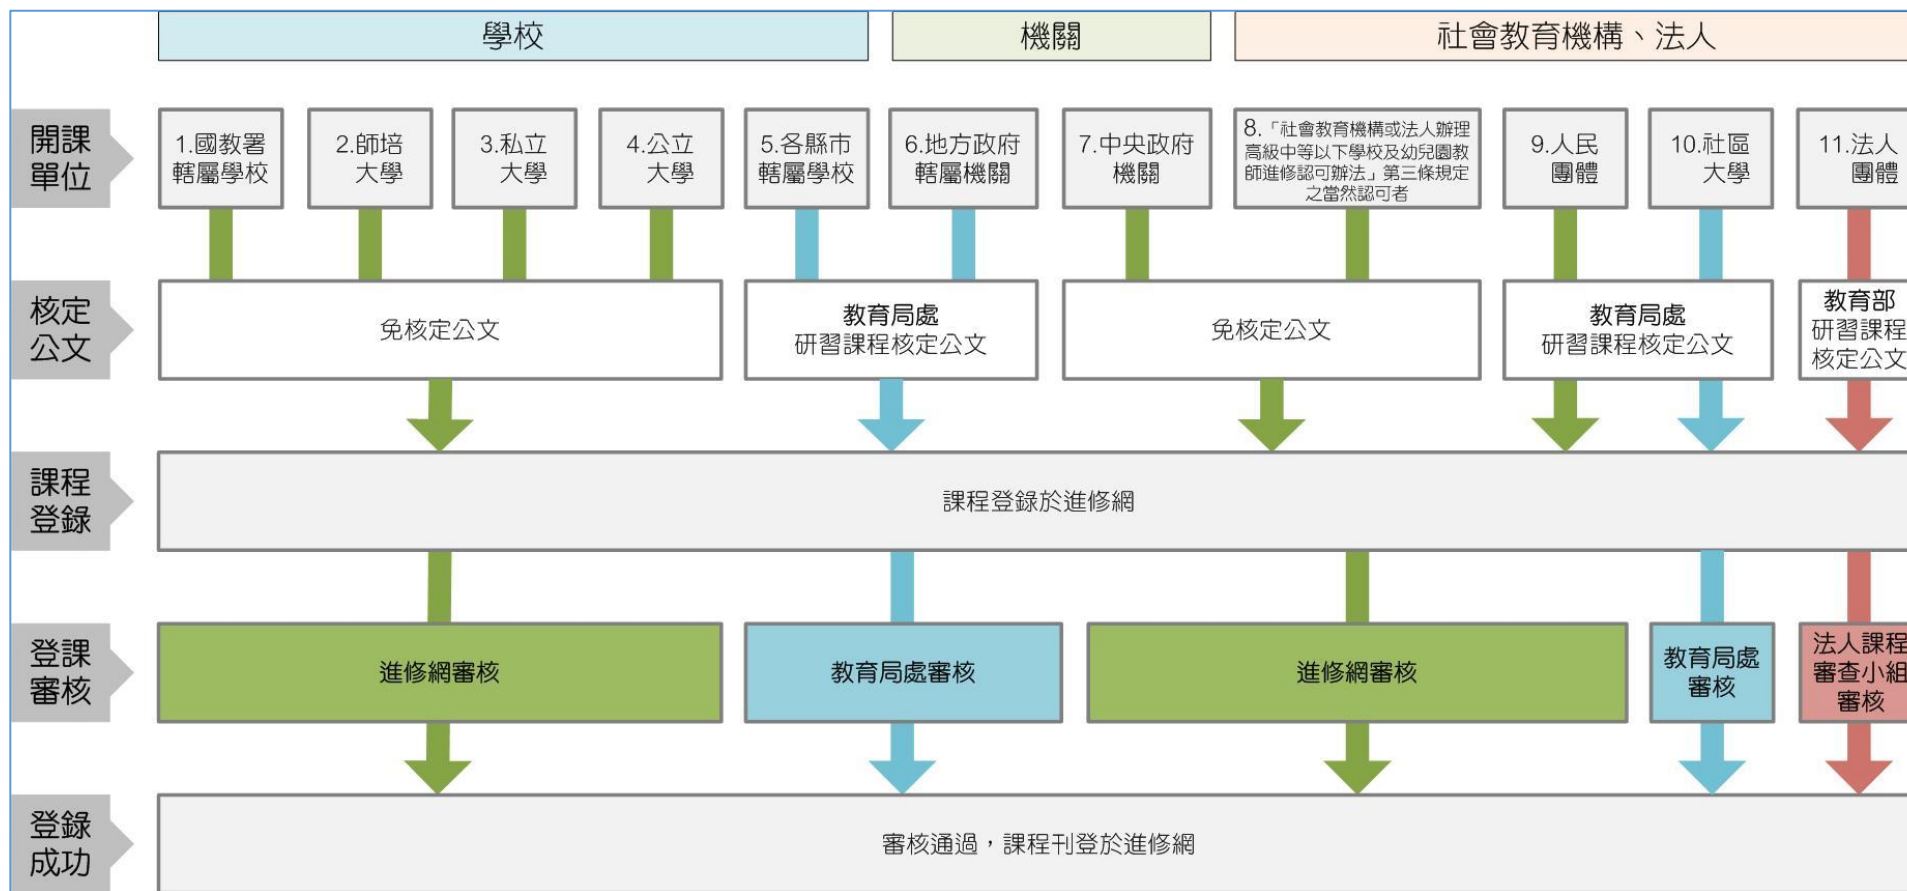 學校
機關
社會教育機構、法人
開課
單位
1.國教署
轄屬學校
2.師培
大學
3.私立
大學
4.公立
大學
5.各縣市
轄屬學校
6.地方政府
轄屬機關
7.中央政府
機關
8.「社會教育機構或法人辦理
高級中等以下學校及幼兒園教
師進修認可辦法」第三條規定
之當然認可者
9.人民
團體
10.社區
大學
11.法人
團體
核定
公文
免核定公文
教育局處
研習課程核定公文
免核定公文
教育局處
研習課程核定公文
教育部
研習課程
核定公文
課程
登錄
課程登錄於進修網
登課
審核
進修網審核
教育局處審核
進修網審核
教育局處
審核
法人課程
審查小組
審核
登錄
成功
審核通過，課程刊登於進修網